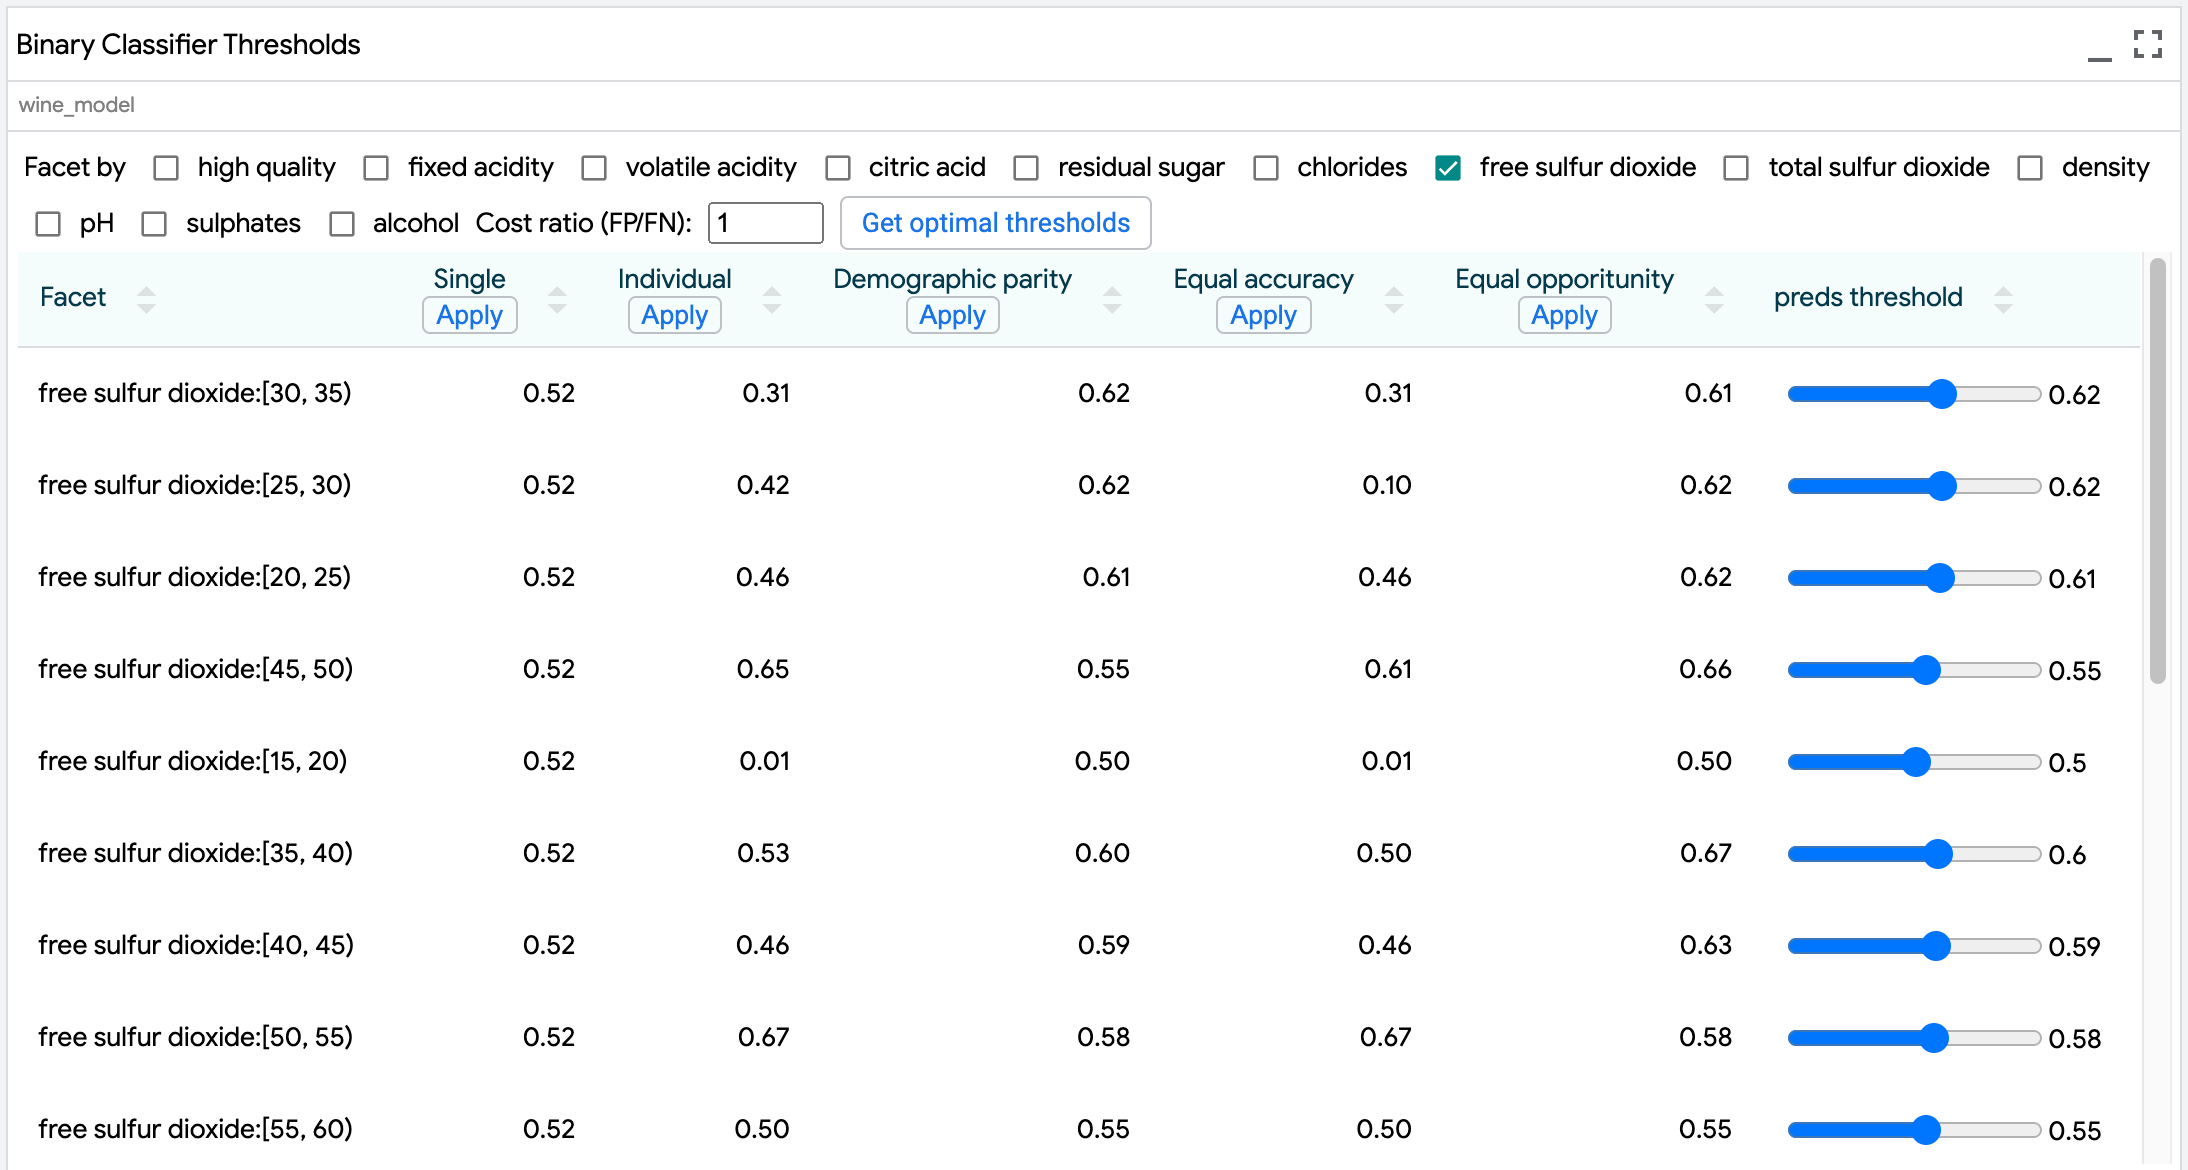 Binary Classifier Thresholds
wine_model
Facet by high quality fixed acidity volatile acidity citric acid residual sugar chlorides free sulfur dioxide total sulfur dioxide density
pH sulphates alcohol Cost ratio (FP/FN): 1 Get optimal thresholds
Facet Single Apply Individual Apply Demographic parity Apply Equal accuracy Apply Equal opporitunity Apply preds threshold
free sulfur dioxide:[30, 35) 0.52 0.31 0.62 0.31 0.61 0.62
free sulfur dioxide:[25, 30) 0.52 0.42 0.62 0.10 0.62 0.62
free sulfur dioxide:[20, 25) 0.52 0.46 0.61 0.46 0.62 0.61
free sulfur dioxide:[45, 50) 0.52 0.65 0.55 0.61 0.66 0.55
free sulfur dioxide:[15, 20) 0.52 0.01 0.50 0.01 0.50 0.5
free sulfur dioxide:[35, 40) 0.52 0.53 0.60 0.50 0.67 0.6
free sulfur dioxide:[40, 45) 0.52 0.46 0.59 0.46 0.63 0.59
free sulfur dioxide:[50, 55) 0.52 0.67 0.58 0.67 0.58 0.58
free sulfur dioxide:[55, 60) 0.52 0.50 0.55 0.50 0.55 0.55